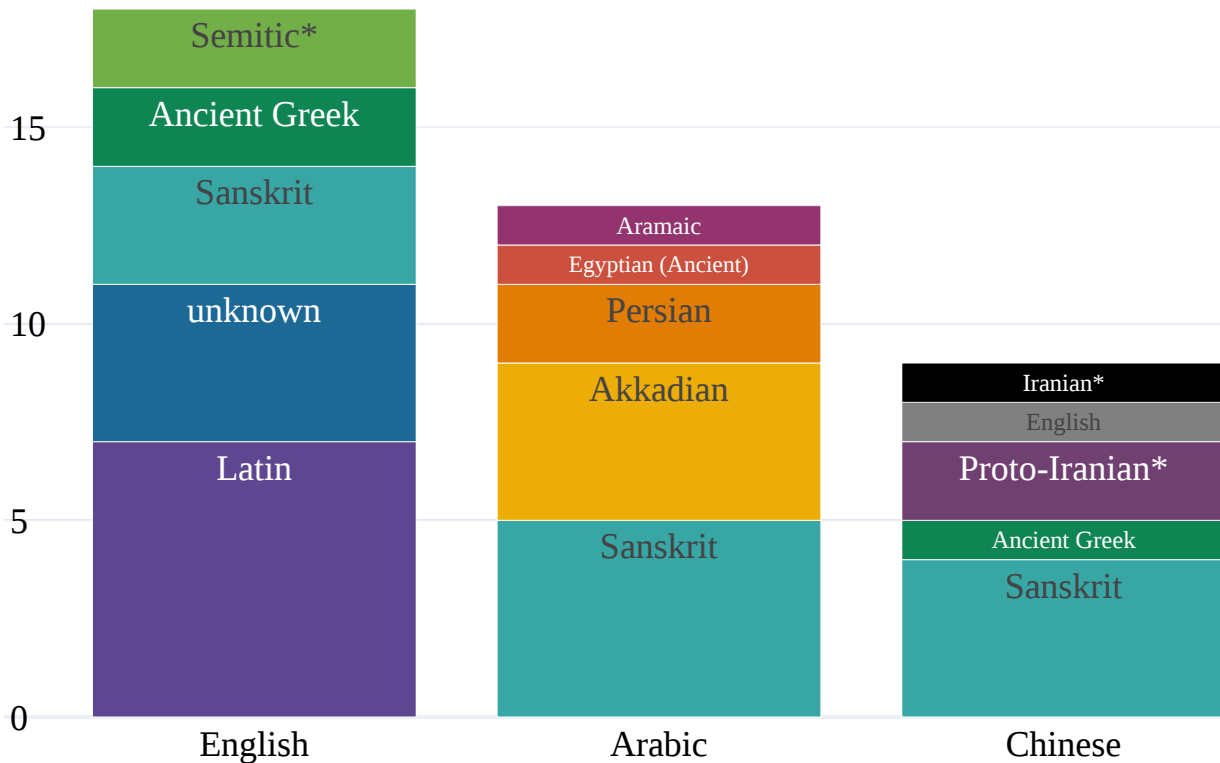 Semitic*
Ancient Greek
15
Sanskrit
Aramaic
Egyptian (Ancient)
unknown
Persian
10
Akkadian
Iranian*
English
Latin
Proto-Iranian*
5
Ancient Greek
Sanskrit
Sanskrit
0
English
Arabic
Chinese